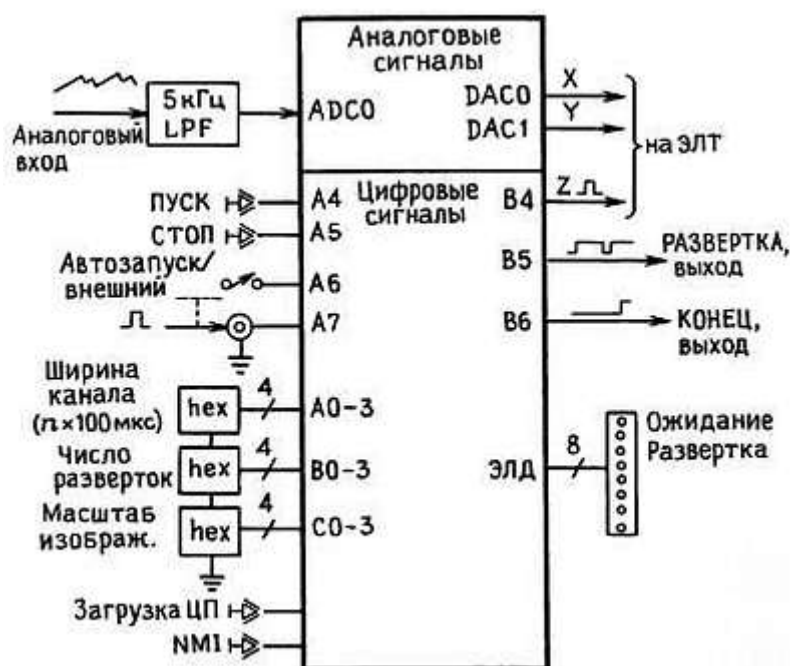 Аналоговые
сигналы
5кГц
LPF
Аналоговый
вход
ADC0
DAC0
X
DAC1
Y
на ЭЛТ
Цифровые
сигналы
ПУСК
A4
B4
Z
СТОП
A5
Автозапуск/
внешний
A6
B5
РАЗВЕРТКА,
выход
A7
B6
КОНЕЦ,
выход
Ширина
канала
(n×100мкс)
hex
4
A0-3
Число
разверток
hex
4
B0-3
ЭЛД
8
Ожидание
Развертка
Масштаб
изображ.
hex
4
C0-3
Загрузка ЦП
NMI